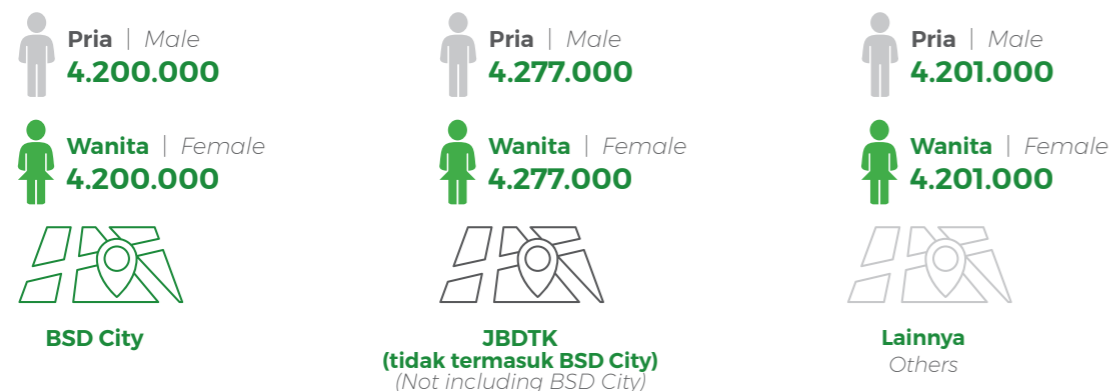 Pria | Male
4.200.000
Wanita | Female
4.200.000
BSD City
Pria | Male
4.277.000
Wanita | Female
4.277.000
JBDTK
(tidak termasuk BSD City)
(Not including BSD City)
Pria | Male
4.201.000
Wanita | Female
4.201.000
Lainnya
Others